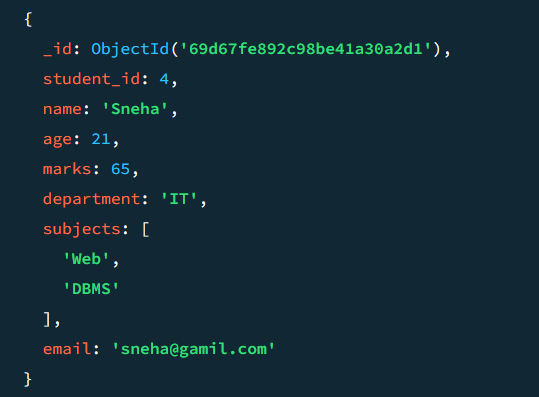 {
_id: ObjectId('69d67fe892c98be41a30a2d1'),
student_id: 4,
name: 'Sneha',
age: 21,
marks: 65,
department: 'IT',
subjects: [
'Web',
'DBMS'
],
email: 'sneha@gamil.com'
}